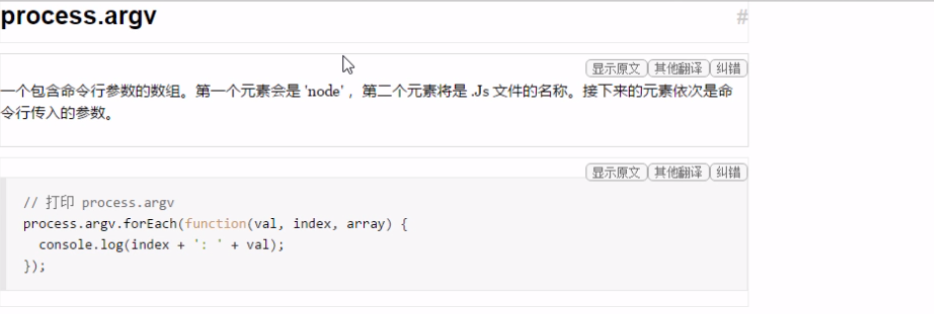 process.argv #
显示原文 其他翻译 纠错
一个包含命令行参数的数组。第一个元素会是 'node' ，第二个元素将是 .Js 文件的名称。接下来的元素依次是命
令行传入的参数。
显示原文 其他翻译 纠错
// 打印 process.argv
process.argv.forEach(function(val, index, array) {
  console.log(index + ': ' + val);
});